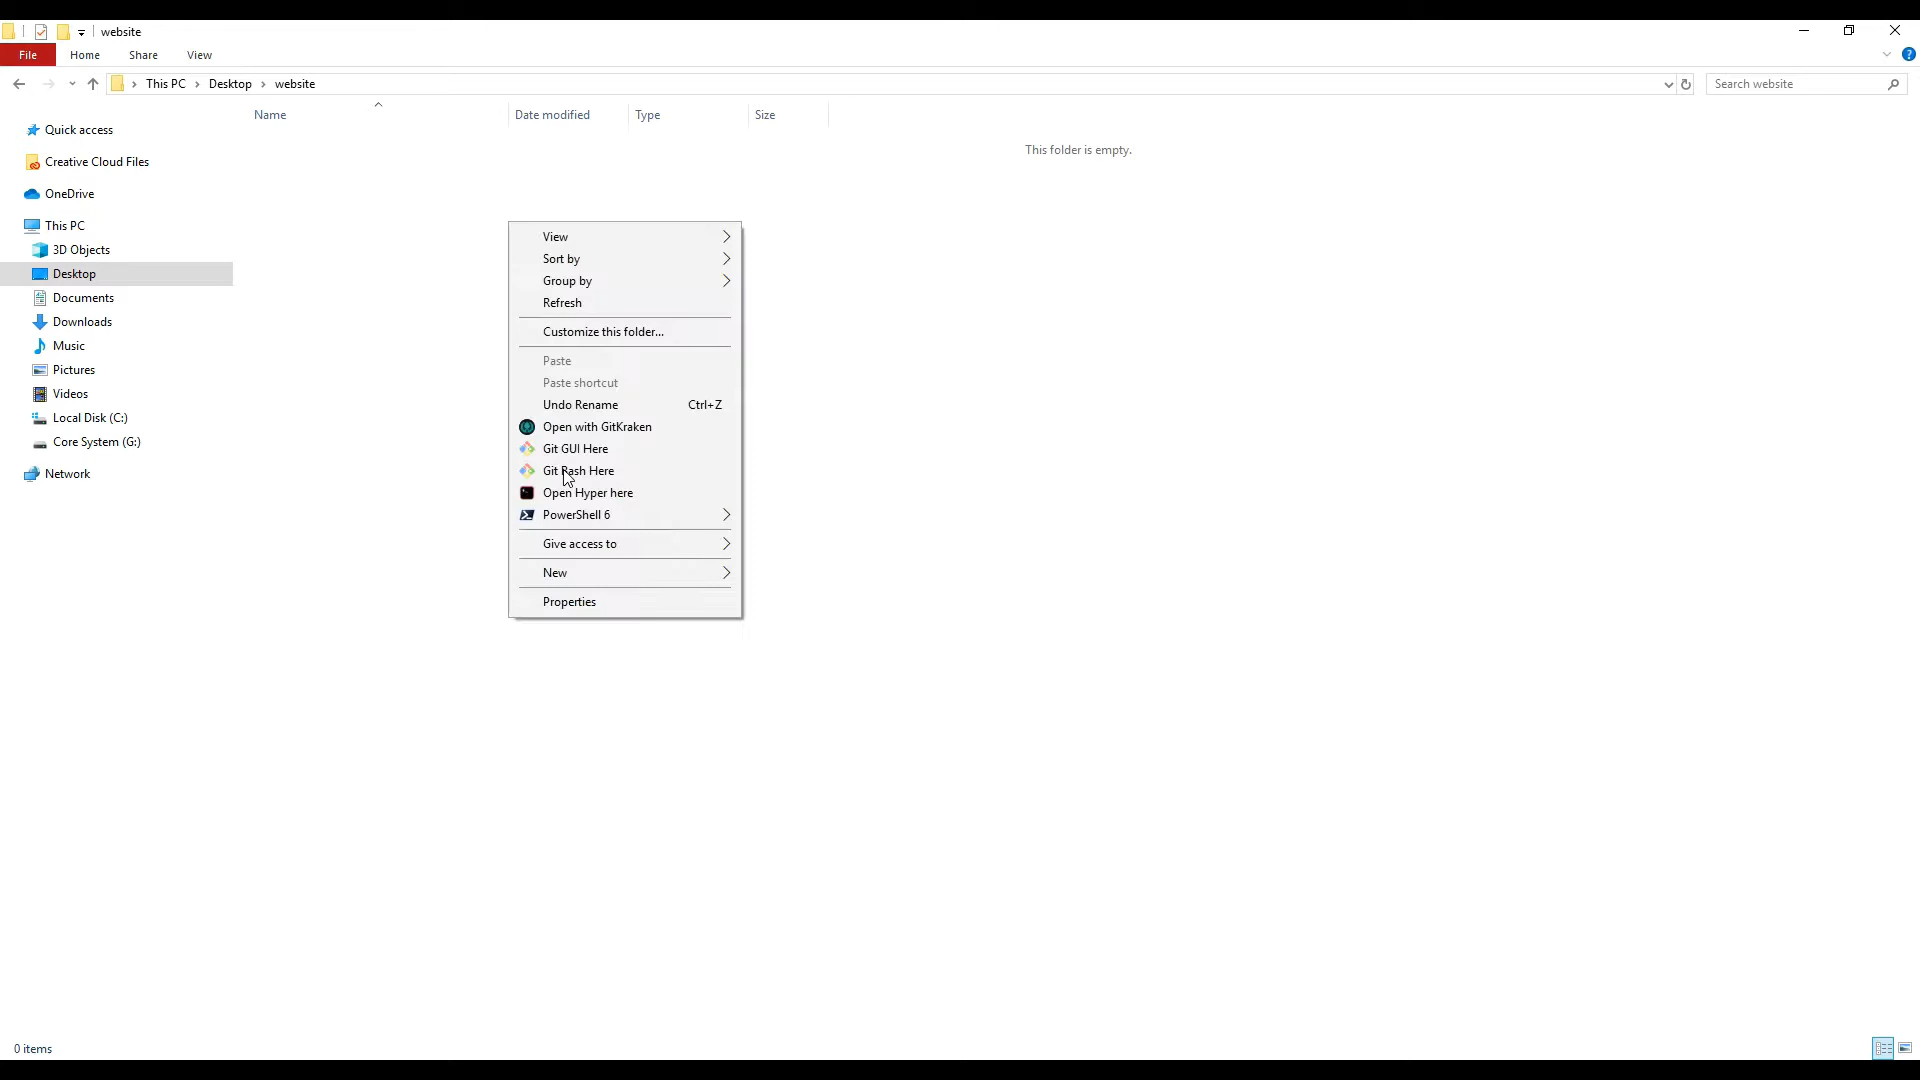 website
File Home Share View
This PC Desktop website
Search website
Name Date modified Type Size
Quick access
This folder is empty.
Creative Cloud Files
OneDrive
This PC
3D Objects
Desktop
Documents
Downloads
Music
Pictures
Videos
Local Disk (C:)
Core System (G:)
Network
View
Sort by
Group by
Refresh
Customize this folder...
Paste
Paste shortcut
Undo Rename Ctrl+Z
Open with GitKraken
Git GUI Here
Git Bash Here
Open Hyper here
PowerShell 6
Give access to
New
Properties
0 items